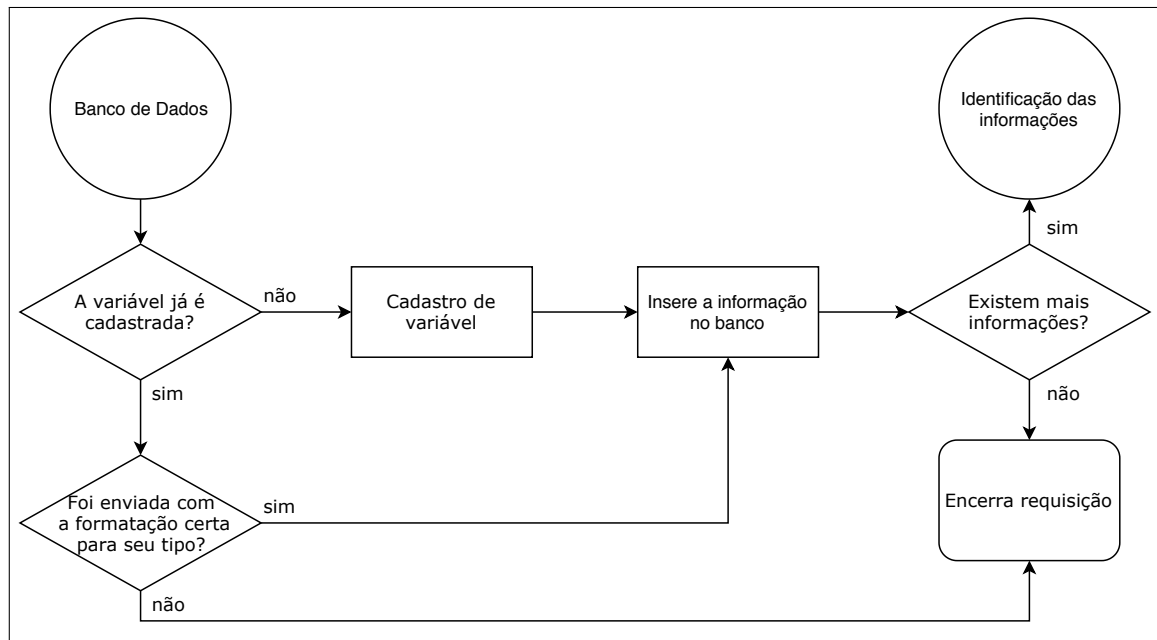 Banco de Dados
Identificação das
informações
sim
A variável já é
cadastrada?
não
Cadastro de
variável
Insere a informação
no banco
Existem mais
informações?
sim
não
Foi enviada com
a formatação certa
para seu tipo?
sim
Encerra requisição
não